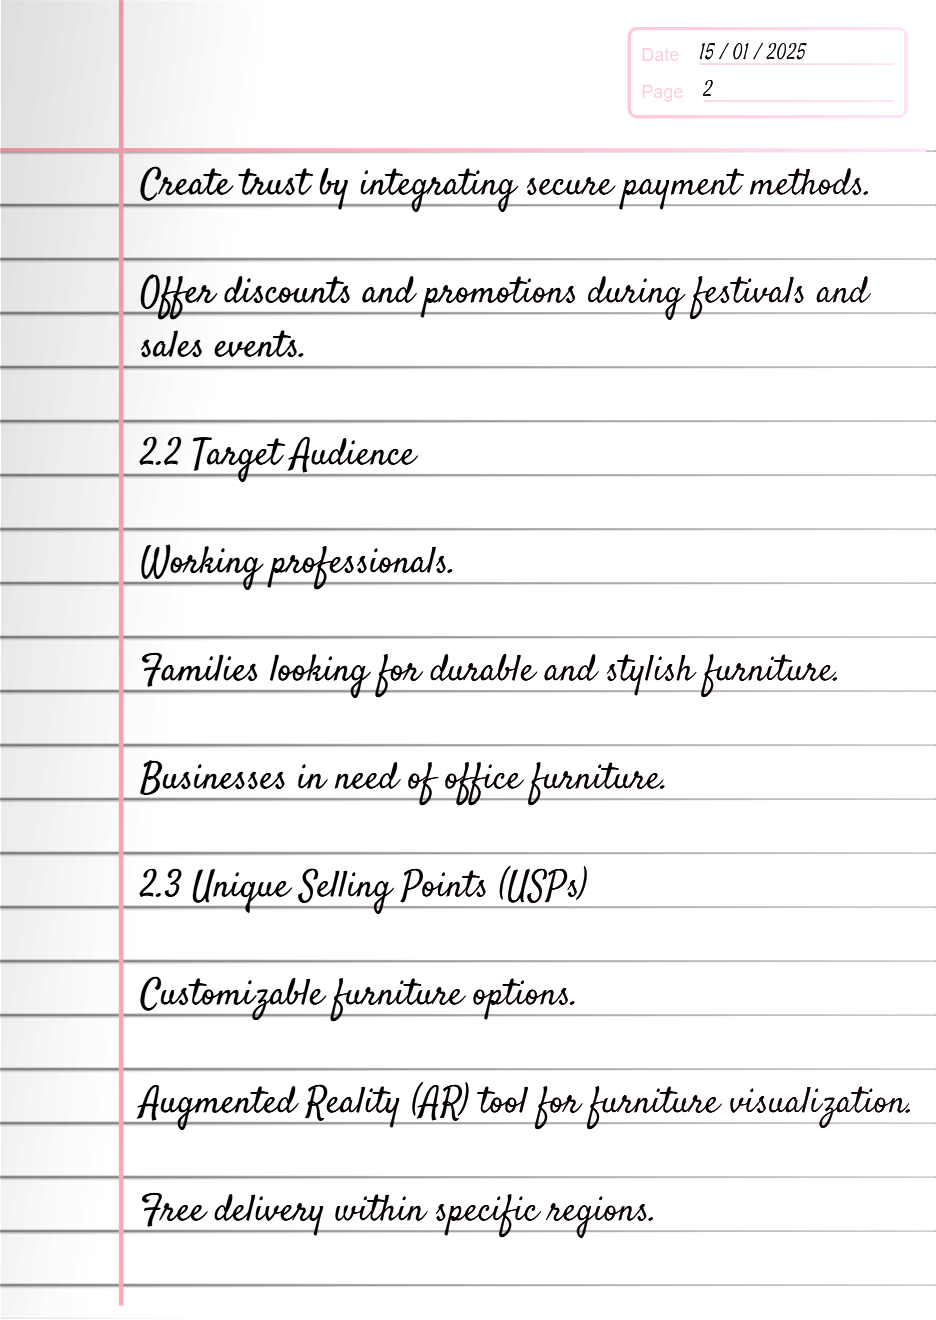 Date 15 / 01 / 2025
Page 2
Create trust by integrating secure payment methods.
Offer discounts and promotions during festivals and
sales events.
2.2 Target Audience
Working professionals.
Families looking for durable and stylish furniture.
Businesses in need of office furniture.
2.3 Unique Selling Points (USPs)
Customizable furniture options.
Augmented Reality (AR) tool for furniture visualization.
Free delivery within specific regions.